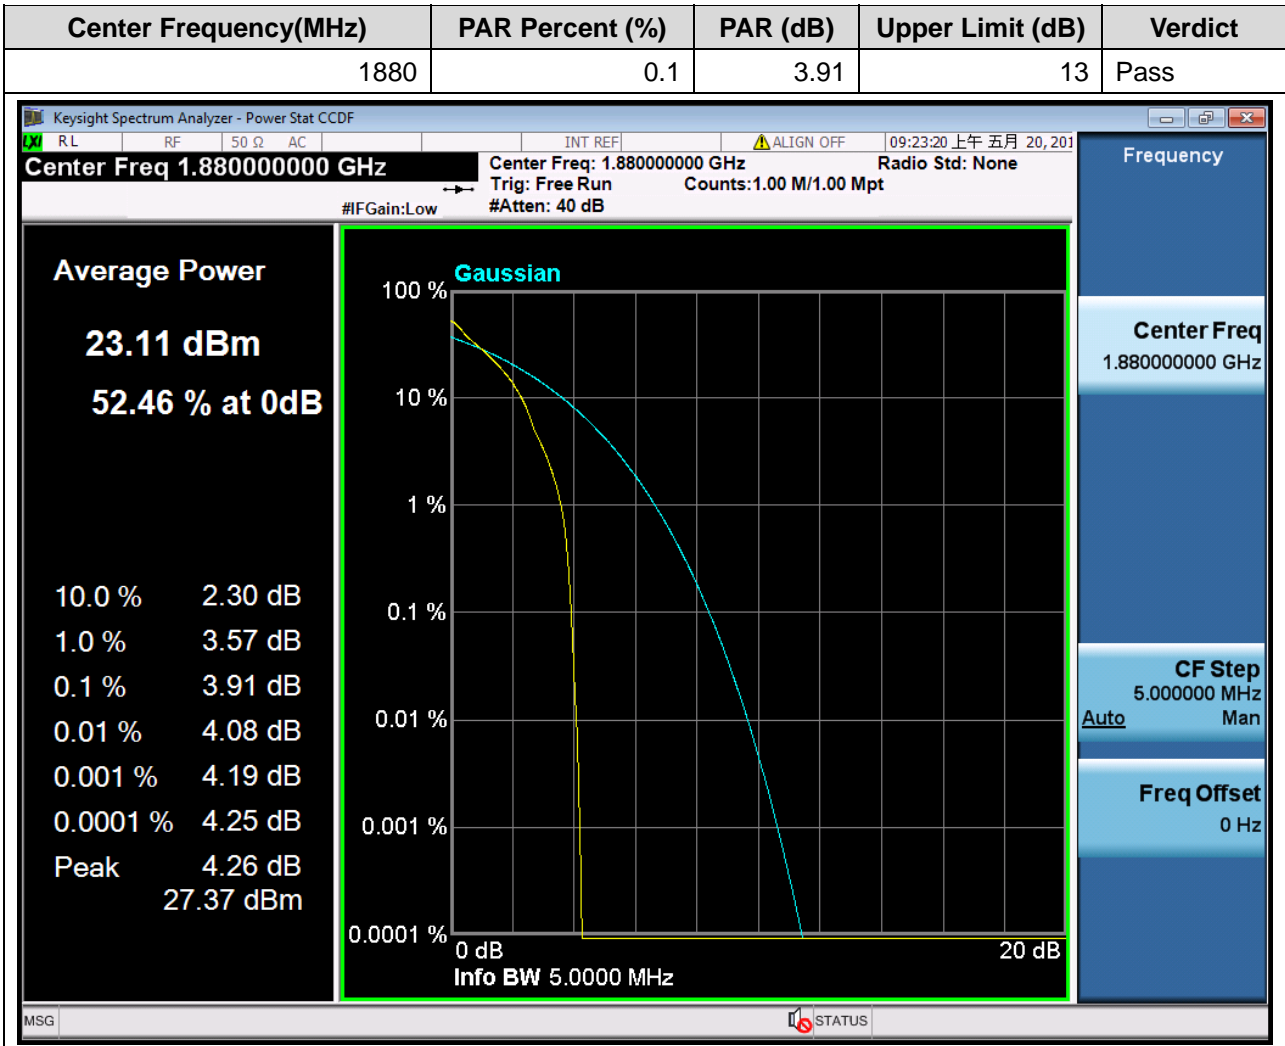 Center Frequency(MHz) PAR Percent (%) PAR (dB) Upper Limit (dB) Verdict
1880 0.1 3.91 13 Pass
Keysight Spectrum Analyzer - Power Stat CCDF
LXI RL RF 50 Ω AC INT REF ALIGN OFF 09:23:20 上午 五月 20, 201
Center Freq 1.880000000 GHz
Center Freq: 1.880000000 GHz Radio Std: None
Trig: Free Run Counts:1.00 M/1.00 Mpt
#IFGain:Low #Atten: 40 dB
Average Power
23.11 dBm
52.46 % at 0dB
10.0 % 2.30 dB
1.0 % 3.57 dB
0.1 % 3.91 dB
0.01 % 4.08 dB
0.001 % 4.19 dB
0.0001 % 4.25 dB
Peak 4.26 dB
27.37 dBm
Gaussian
100 %
10 %
1 %
0.1 %
0.01 %
0.001 %
0.0001 %
0 dB 20 dB
Info BW 5.0000 MHz
Frequency
Center Freq
1.880000000 GHz
CF Step
5.000000 MHz
Auto Man
Freq Offset
0 Hz
MSG STATUS